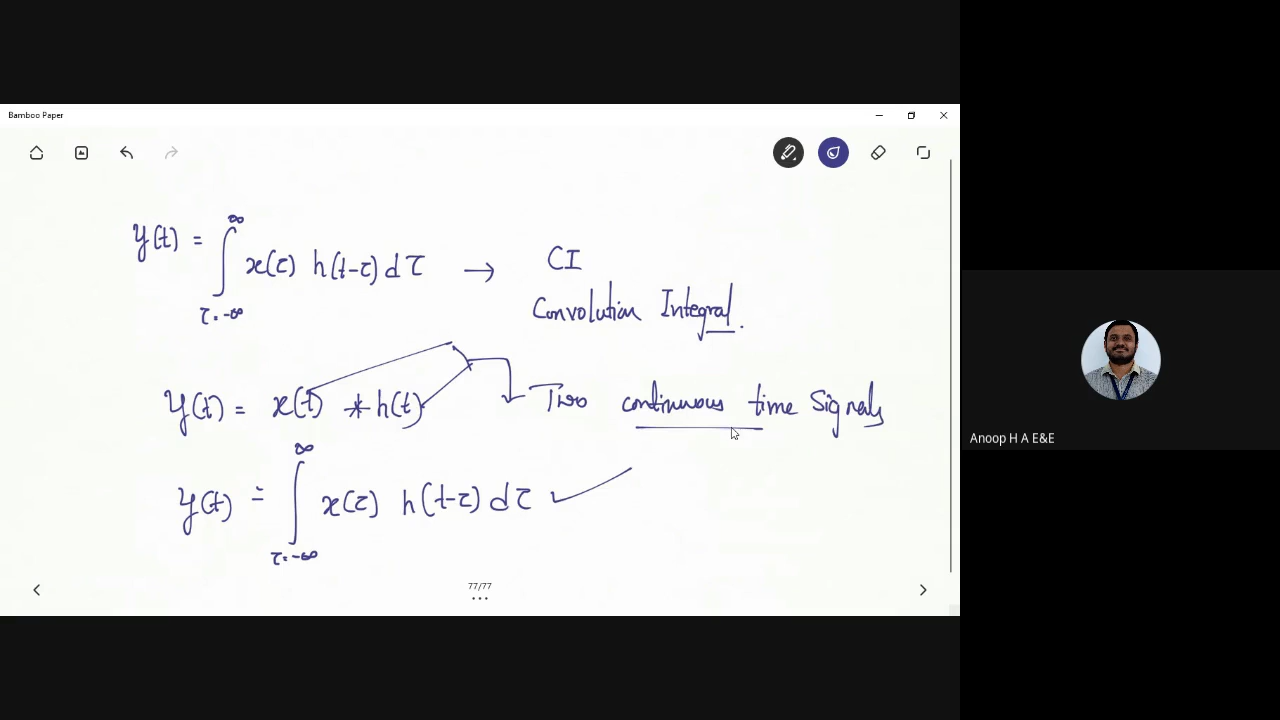 Bamboo Paper
y(t) = ∫_{τ=-∞}^{∞} x(τ) h(t-τ) dτ → CI
Convolution Integral.
y(t) = x(t) * h(t) Two continuous time Signals
y(t) = ∫_{τ=-∞}^{∞} x(τ) h(t-τ) dτ ✓
Anoop H A E&E
77/77